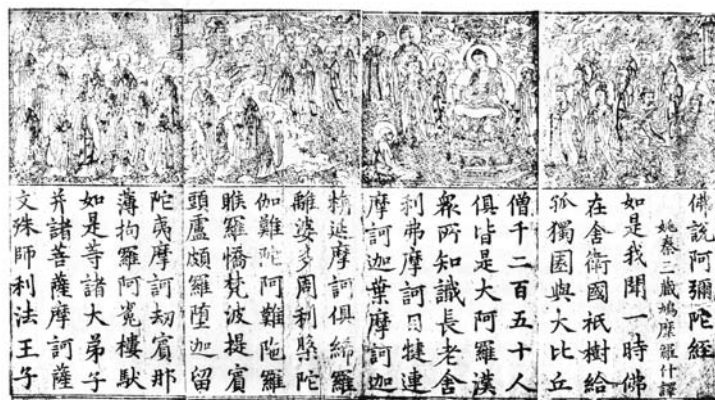 佛說阿彌陀經
姚秦三藏鳩摩羅什譯
如是我聞一時佛
在舍衛國祇樹給
孤獨園與大比丘
僧千二百五十人
俱皆是大阿羅漢
衆所知識長老舍
利弗摩訶目犍連
摩訶迦葉摩訶迦
栴延摩訶俱絺羅
離婆多周利槃陀
伽難陀阿難陀羅
睺羅憍梵波提賓
頭盧頗羅墮迦留
陀夷摩訶劫賓那
薄拘羅阿㝹樓馱
如是等諸大弟子
并諸菩薩摩訶薩
文殊師利法王子